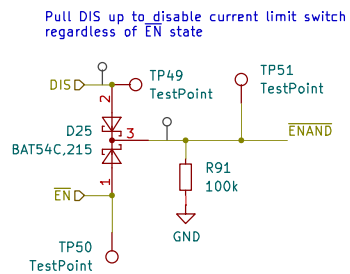 Pull DIS up to disable current limit switch
regardless of EN state
DIS
TP49
TestPoint
TP51
TestPoint
2
D25
BAT54C,215
3
ENAND
1
R91
100k
EN
GND
TP50
TestPoint